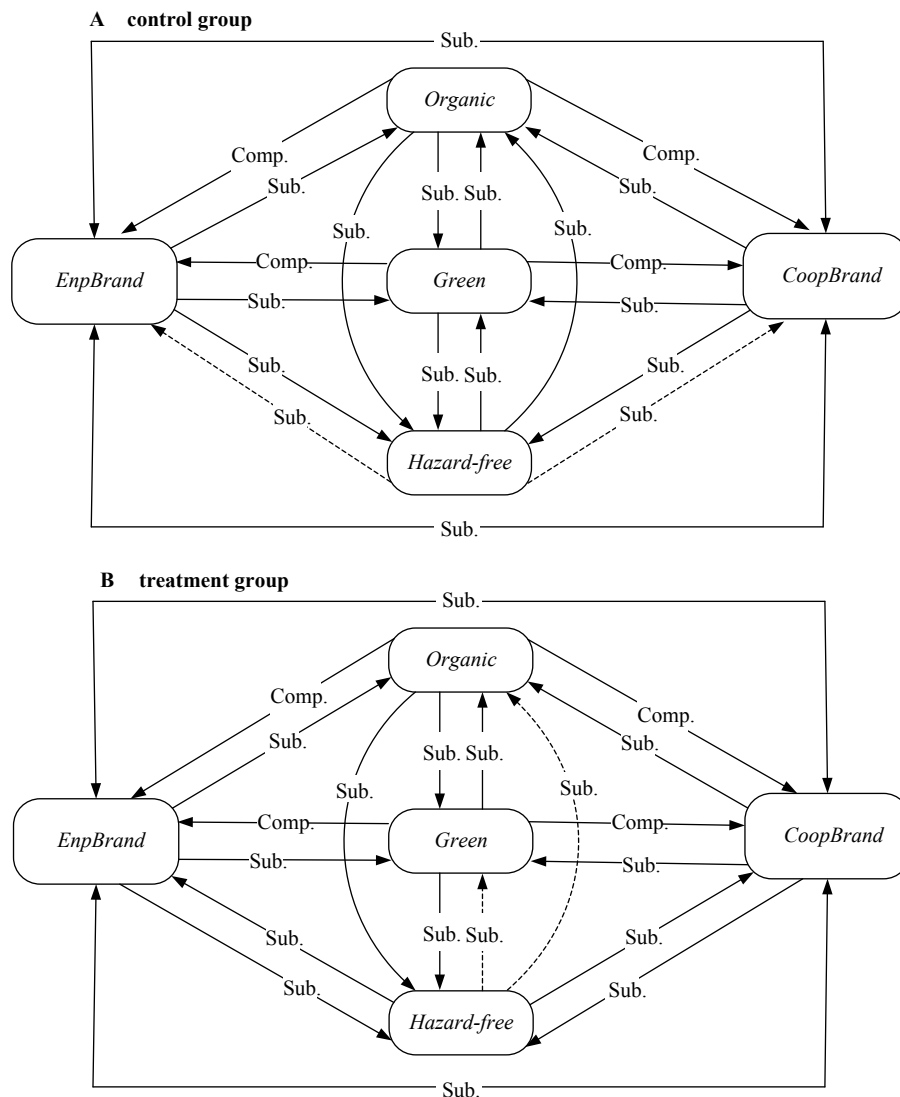 A control group
Sub.
Organic
Comp.
Comp.
Sub.
Sub.
Sub.
Sub.
Sub.
Sub.
EnpBrand
Comp.
Green
Comp.
CoopBrand
Sub.
Sub.
Sub.
Sub.
Sub.
Sub.
Sub.
Sub.
Hazard-free
Sub.
B treatment group
Sub.
Organic
Comp.
Comp.
Sub.
Sub.
Sub.
Sub.
Sub.
Sub.
EnpBrand
Comp.
Green
Comp.
CoopBrand
Sub.
Sub.
Sub.
Sub.
Sub.
Sub.
Sub.
Sub.
Hazard-free
Sub.